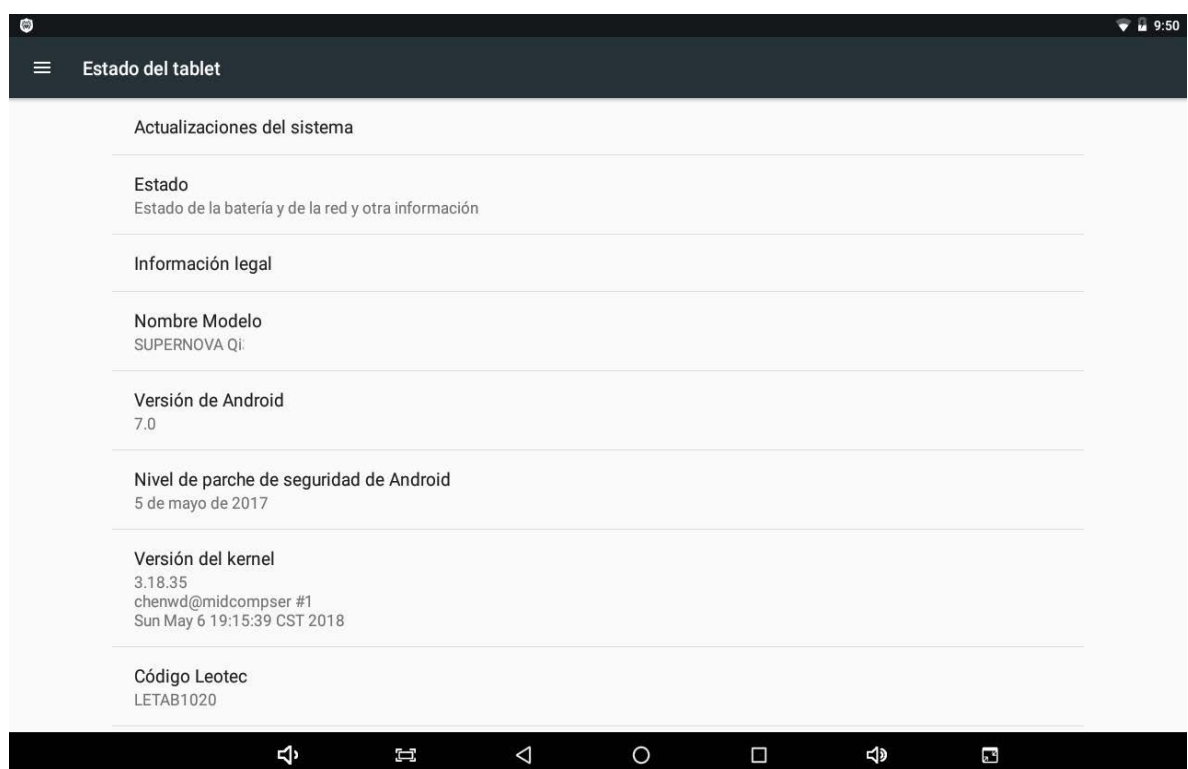 9:50
Estado del tablet
Actualizaciones del sistema
Estado
Estado de la batería y de la red y otra información
Información legal
Nombre Modelo
SUPERNOVA Qi
Versión de Android
7.0
Nivel de parche de seguridad de Android
5 de mayo de 2017
Versión del kernel
3.18.35
chenwd@midcompser #1
Sun May 6 19:15:39 CST 2018
Código Leotec
LETAB1020